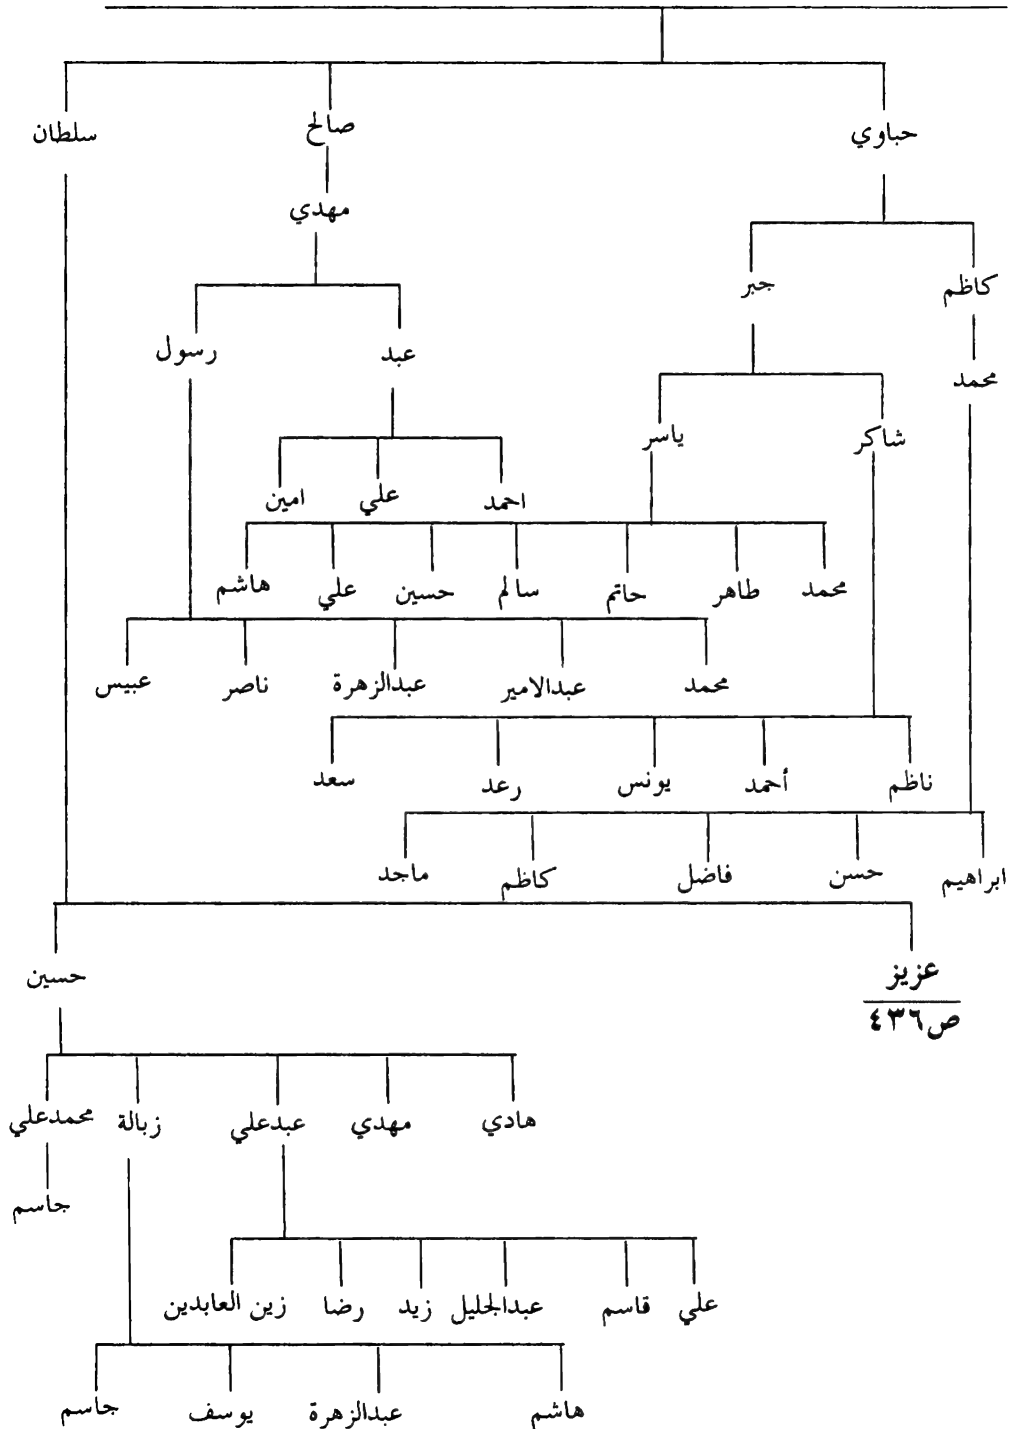 حباوي صالح سلطان
مهدي
كاظم جبر
عبد رسول
محمد
شاكر ياسر
احمد علي امين
محمد طاهر حاتم سالم حسين علي هاشم
محمد عبدالامير عبدالزهرة ناصر عبيس
ناظم أحمد يونس رعد سعد
ابراهيم حسن فاضل كاظم ماجد
عزيز حسين
ص٤٣٦
هادي مهدي عبدعلي زبالة محمدعلي
جاسم
علي قاسم عبدالجليل زيد رضا زين العابدين
هاشم عبدالزهرة يوسف جاسم